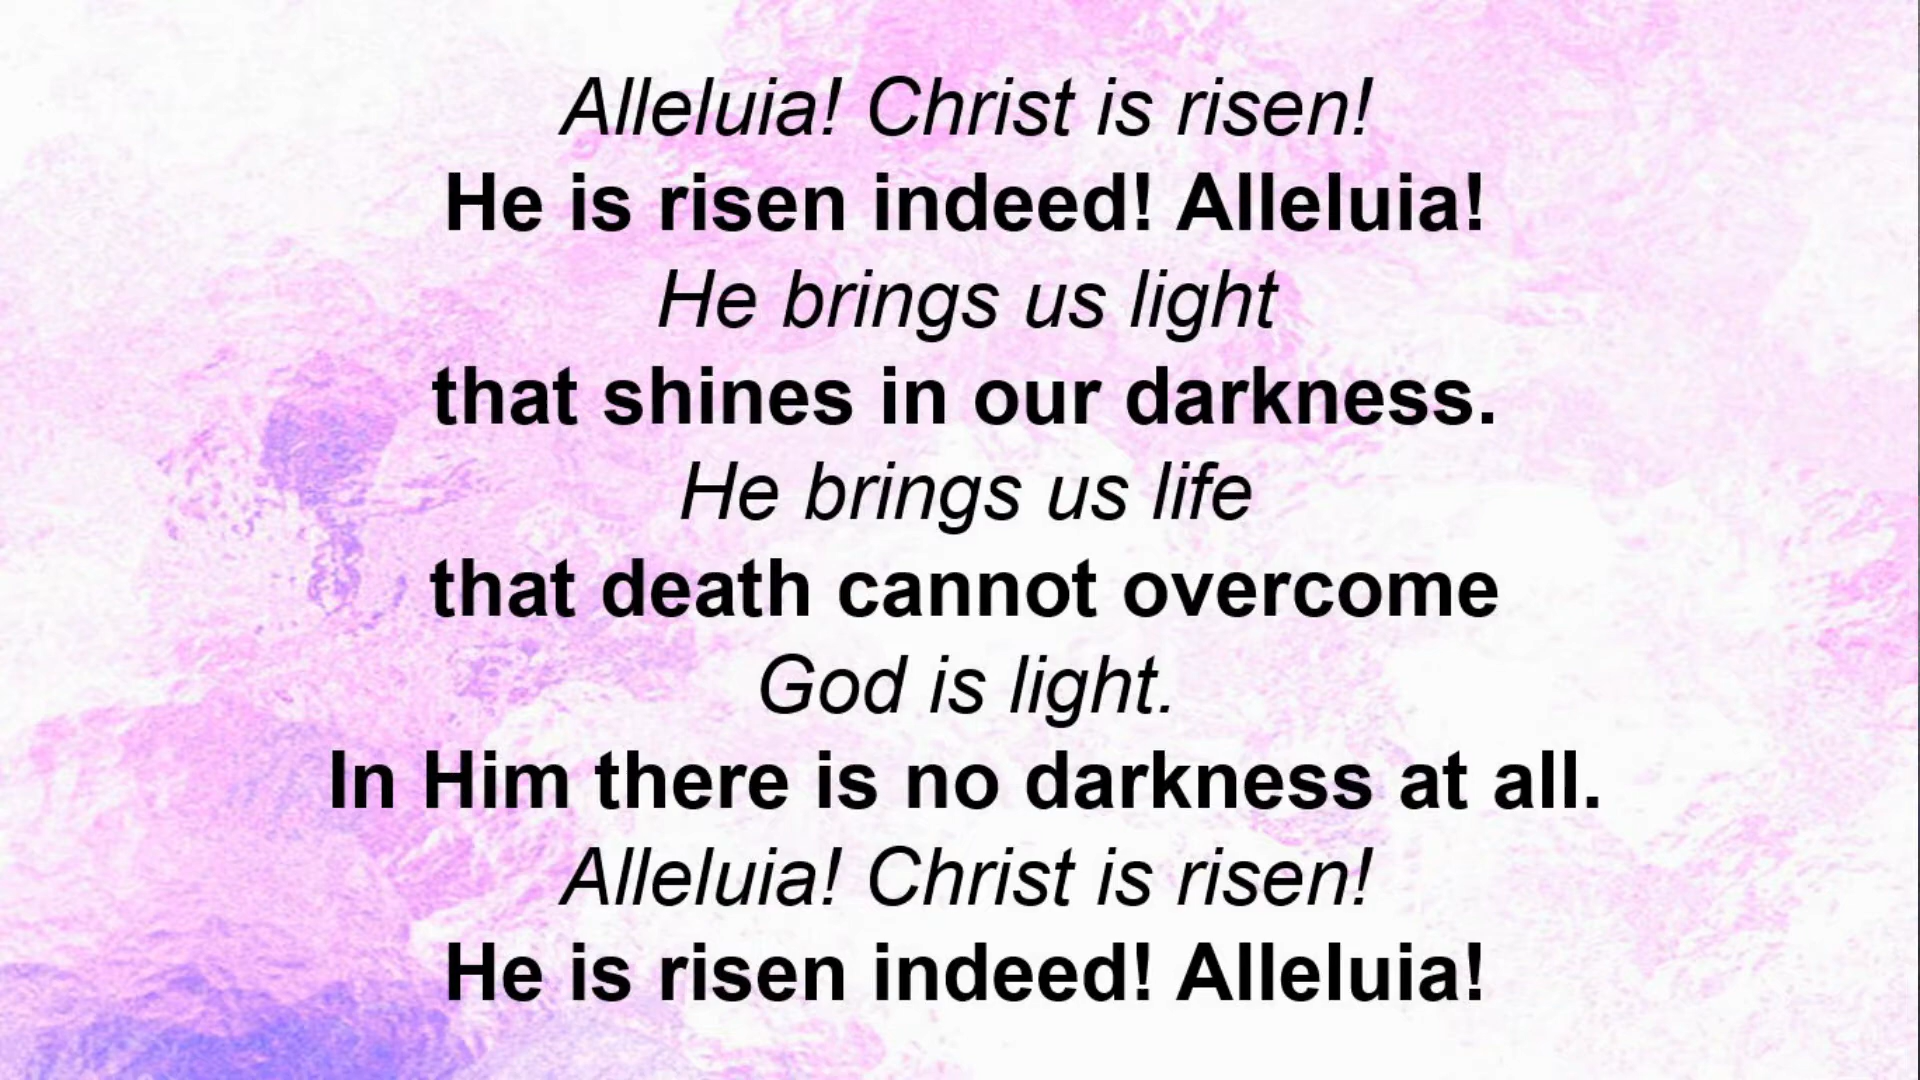 Alleluia! Christ is risen!
He is risen indeed! Alleluia!
He brings us light
that shines in our darkness.
He brings us life
that death cannot overcome
God is light.
In Him there is no darkness at all.
Alleluia! Christ is risen!
He is risen indeed! Alleluia!